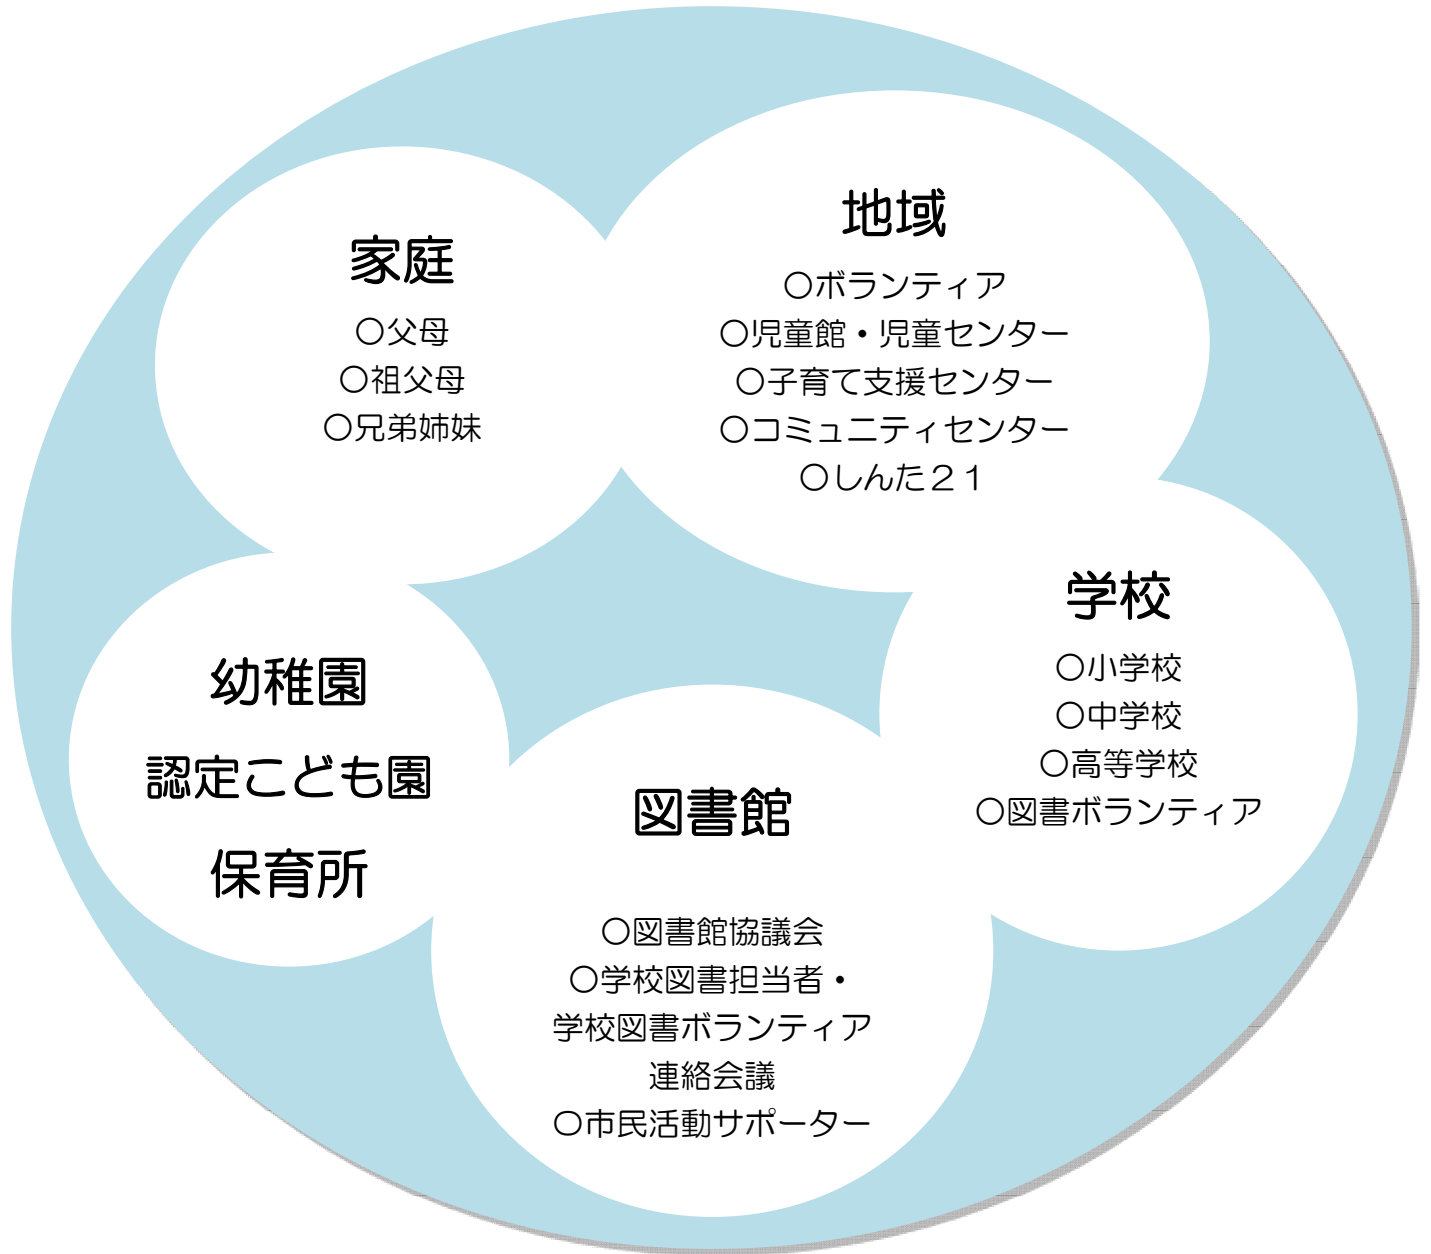 家庭
○父母
○祖父母
○兄弟姉妹
地域
○ボランティア
○児童館・児童センター
○子育て支援センター
○コミュニティセンター
○しんた２１
学校
○小学校
○中学校
○高等学校
○図書ボランティア
幼稚園
認定こども園
保育所
図書館
○図書館協議会
○学校図書担当者・
学校図書ボランティア
連絡会議
○市民活動サポーター